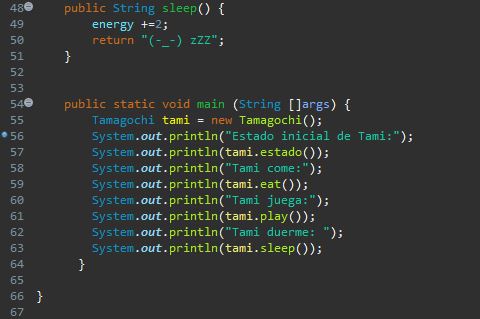 48 public String sleep() {
49 energy +=2;
50 return "(-_-) zZZ";
51 }
52
53
54 public static void main (String []args) {
55 Tamagochi tami = new Tamagochi();
56 System.out.println("Estado inicial de Tami:");
57 System.out.println(tami.estado());
58 System.out.println("Tami come:");
59 System.out.println(tami.eat());
60 System.out.println("Tami juega:");
61 System.out.println(tami.play());
62 System.out.println("Tami duerme: ");
63 System.out.println(tami.sleep());
64 }
65
66 }
67